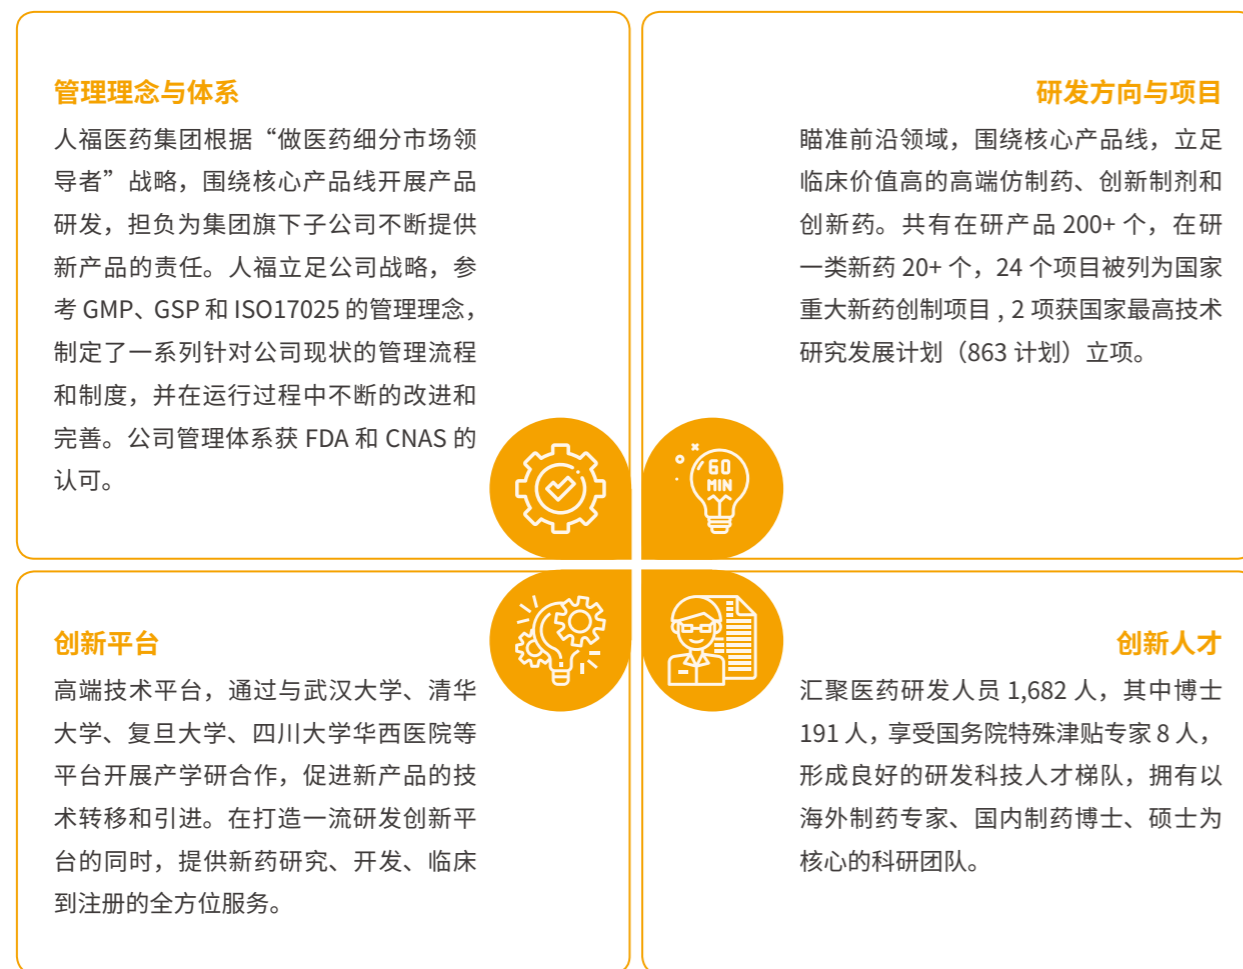 管理理念与体系
人福医药集团根据“做医药细分市场领
导者”战略，围绕核心产品线开展产品
研发，担负为集团旗下子公司不断提供
新产品的责任。人福立足公司战略，参
考 GMP、GSP 和 ISO17025 的管理理念，
制定了一系列针对公司现状的管理流程
和制度，并在运行过程中不断的改进和
完善。公司管理体系获 FDA 和 CNAS 的
认可。
研发方向与项目
瞄准前沿领域，围绕核心产品线，立足
临床价值高的高端仿制药、创新制剂和
创新药。共有在研产品 200+ 个，在研
一类新药 20+ 个，24 个项目被列为国家
重大新药创制项目 , 2 项获国家最高技术
研究发展计划（863 计划）立项。
60
MIN
创新平台
高端技术平台，通过与武汉大学、清华
大学、复旦大学、四川大学华西医院等
平台开展产学研合作，促进新产品的技
术转移和引进。在打造一流研发创新平
台的同时，提供新药研究、开发、临床
到注册的全方位服务。
创新人才
汇聚医药研发人员 1,682 人，其中博士
191 人，享受国务院特殊津贴专家 8 人，
形成良好的研发科技人才梯队，拥有以
海外制药专家、国内制药博士、硕士为
核心的科研团队。